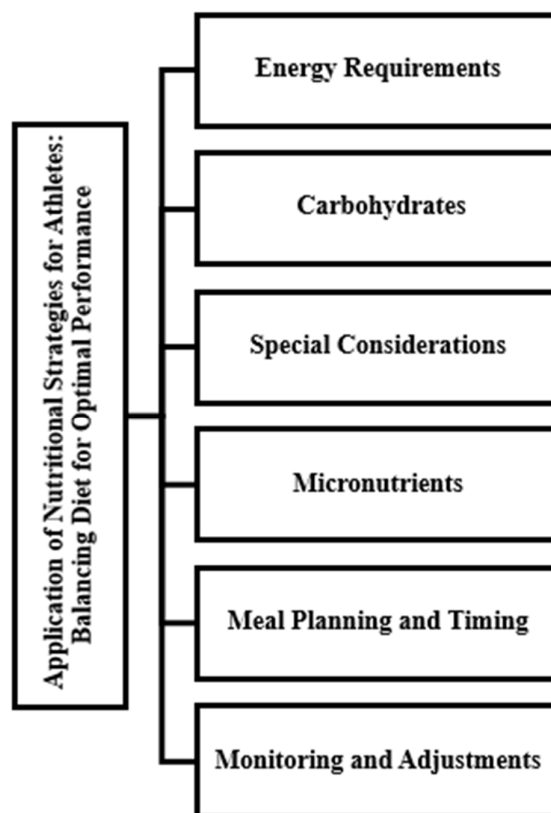 Application of Nutritional Strategies for Athletes:
Balancing Diet for Optimal Performance
Energy Requirements
Carbohydrates
Special Considerations
Micronutrients
Meal Planning and Timing
Monitoring and Adjustments